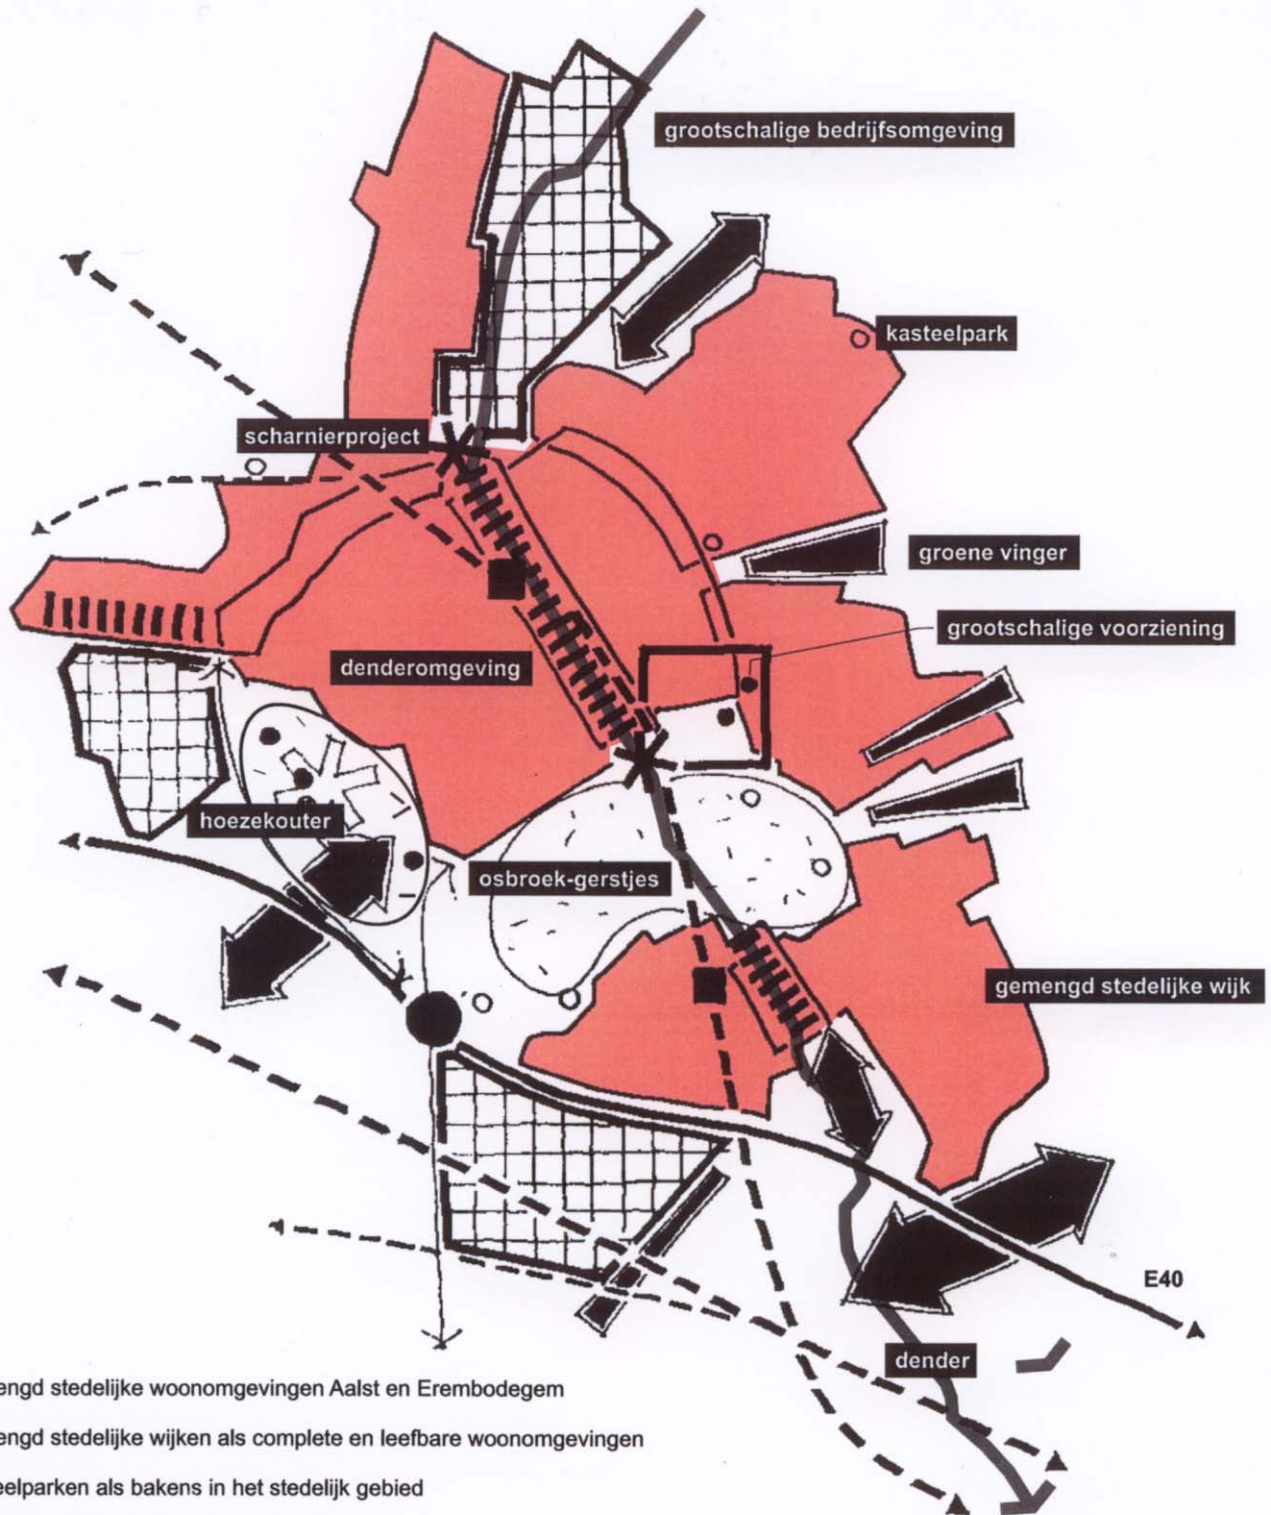 grootschalige bedrijfsomgeving
kasteelpark
scharnierproject
groene vinger
grootschalige voorziening
denderomgeving
hoezekouter
osbroek-gerstjes
gemengd stedelijke wijk
E40
dender
engd stedelijke woonomgevingen Aalst en Erembodegem
engd stedelijke wijken als complete en leefbare woonomgevingen
eelparken als bakens in het stedelijk gebied